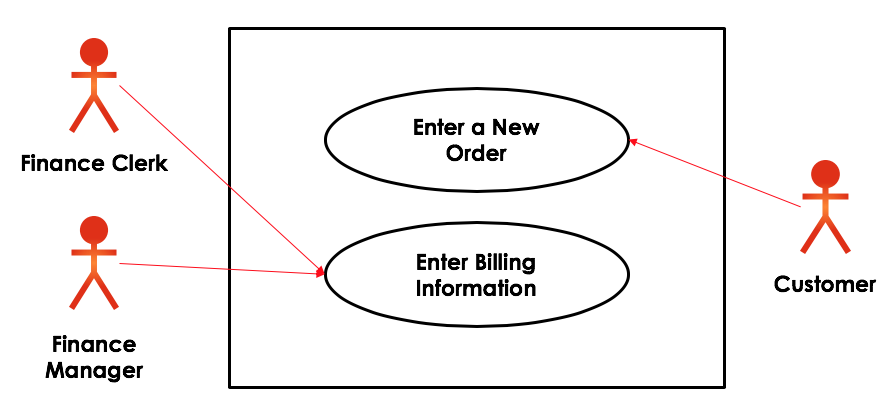 Finance Clerk
Finance
Manager
Enter a New
Order
Enter Billing
Information
Customer